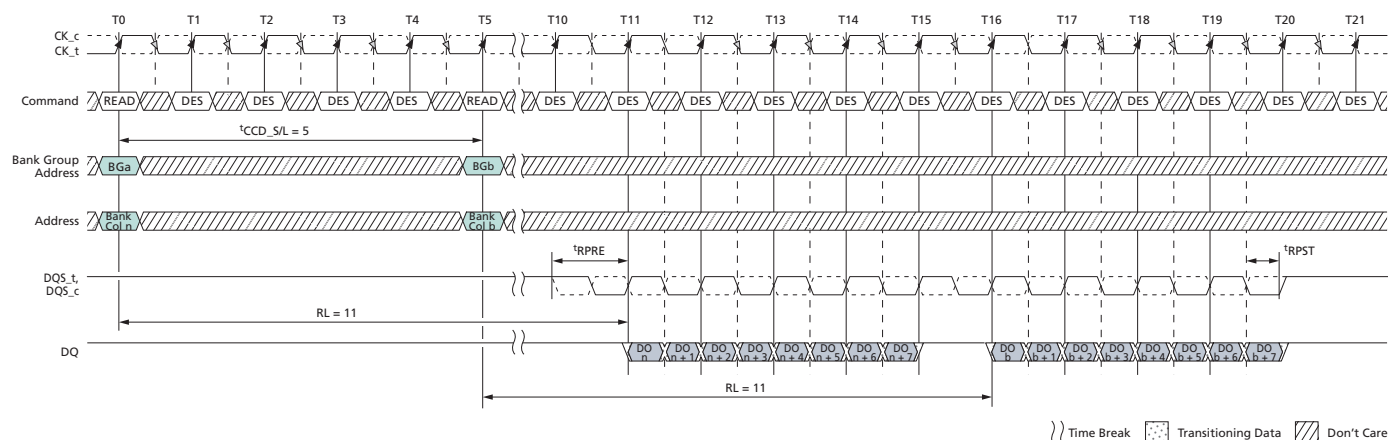 T0 T1 T2 T3 T4 T5 T10 T11 T12 T13 T14 T15 T16 T17 T18 T19 T20 T21
CK_c
CK_t
Command READ DES DES DES DES READ DES DES DES DES DES DES DES DES DES DES DES DES
tCCD_S/L = 5
Bank Group
Address
BGa BGb
Address
Bank
Col n
Bank
Col b
tRPRE tRPST
DQS_t,
DQS_c
RL = 11
DQ
DO
n
DO
n + 1
DO
n + 2
DO
n + 3
DO
n + 4
DO
n + 5
DO
n + 6
DO
n + 7
DO
b
DO
b + 1
DO
b + 2
DO
b + 3
DO
b + 4
DO
b + 5
DO
b + 6
DO
b + 7
RL = 11
Time Break Transitioning Data Don't Care